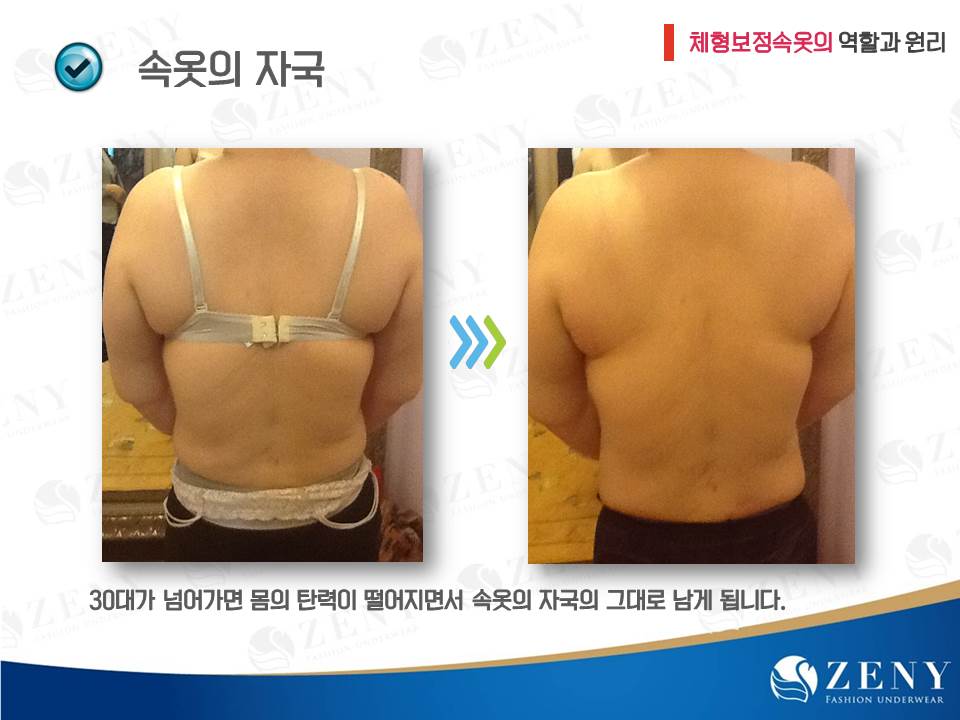 체형보정속옷의 역할과 원리
속옷의 자국
30대가 넘어가면 몸의 탄력이 떨어지면서 속옷의 자국의 그대로 남게 됩니다.
ZENY
FASHION UNDERWEAR